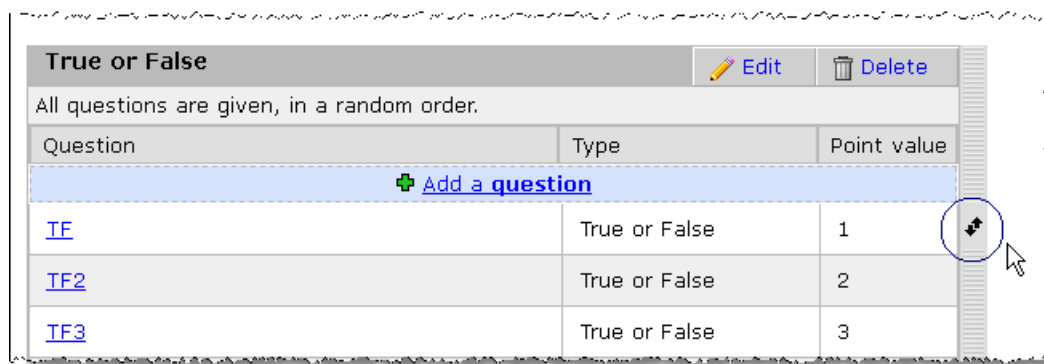 True or False
Edit
Delete
All questions are given, in a random order.
Question Type Point value
Add a question
TF True or False 1
TF2 True or False 2
TF3 True or False 3